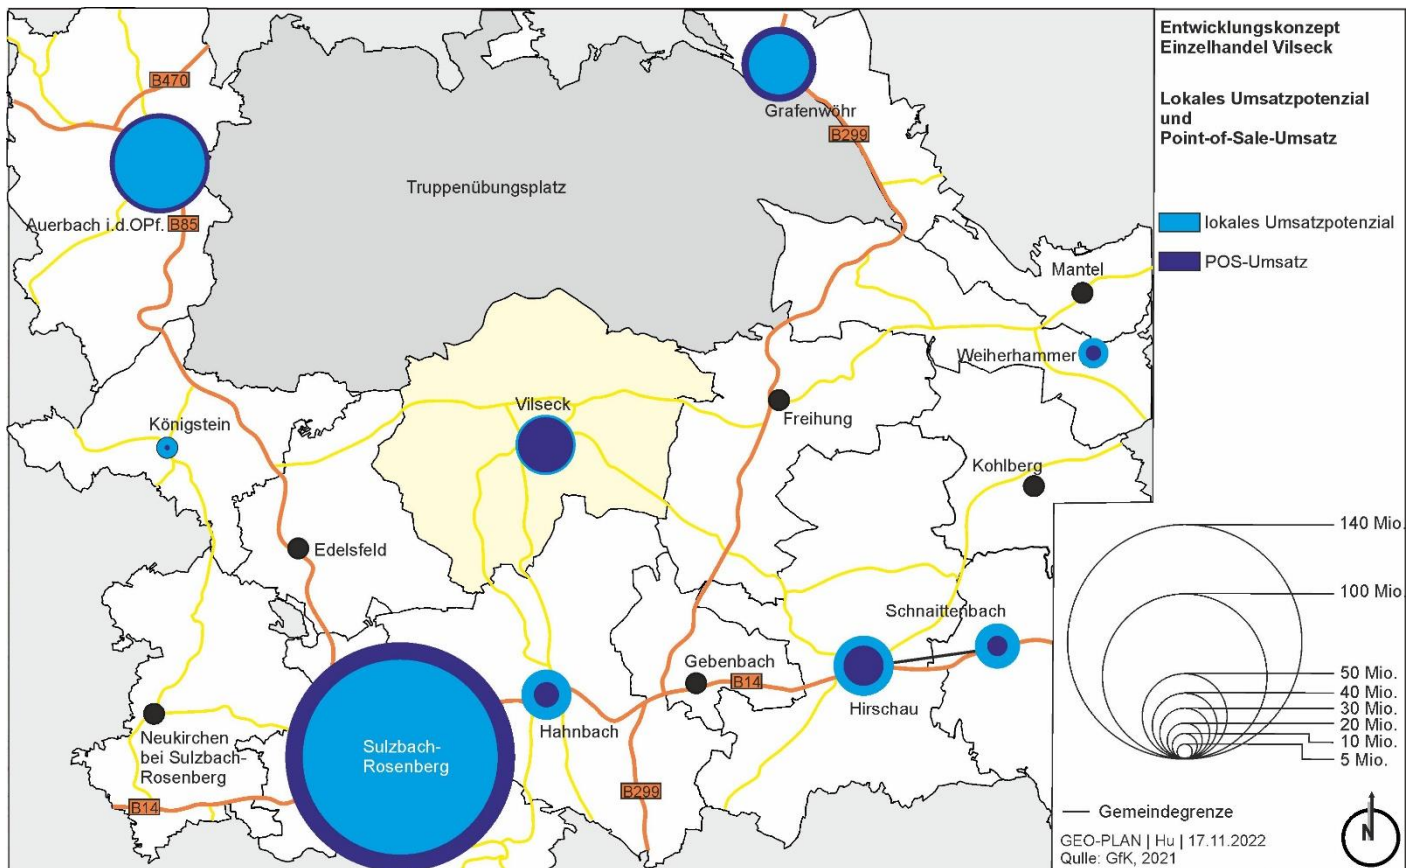 Entwicklungskonzept
Einzelhandel Vilseck
Lokales Umsatzpotenzial
und
Point-of-Sale-Umsatz
lokales Umsatzpotenzial
POS-Umsatz
B470
Grafenwöhr
B299
Truppenübungsplatz
Auerbach i.d.OPf.
B85
Mantel
Weiherhammer
Königstein
Vilseck
Freihung
Kohlberg
Edelsfeld
Schnaittenbach
Gebenbach
B14
Hirschau
Hahnbach
Neukirchen
bei Sulzbach-
Rosenberg
Sulzbach-
Rosenberg
B14
B299
140 Mio.
100 Mio.
50 Mio.
40 Mio.
30 Mio.
20 Mio.
10 Mio.
5 Mio.
Gemeindegrenze
GEO-PLAN | Hu | 17.11.2022
Qulle: GfK, 2021
N